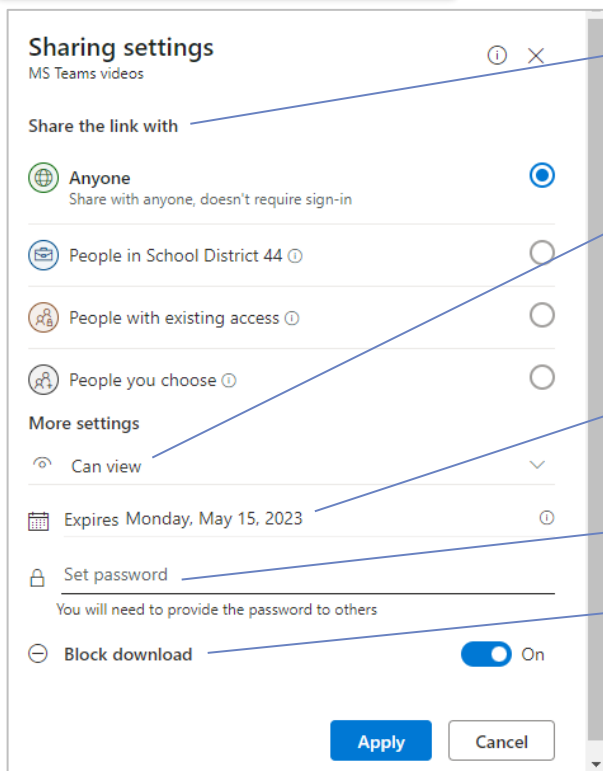 Sharing settings
MS Teams videos
Share the link with
Anyone
Share with anyone, doesn't require sign-in
People in School District 44
People with existing access
People you choose
More settings
Can view
Expires Monday, May 15, 2023
Set password
You will need to provide the password to others
Block download On
Apply Cancel